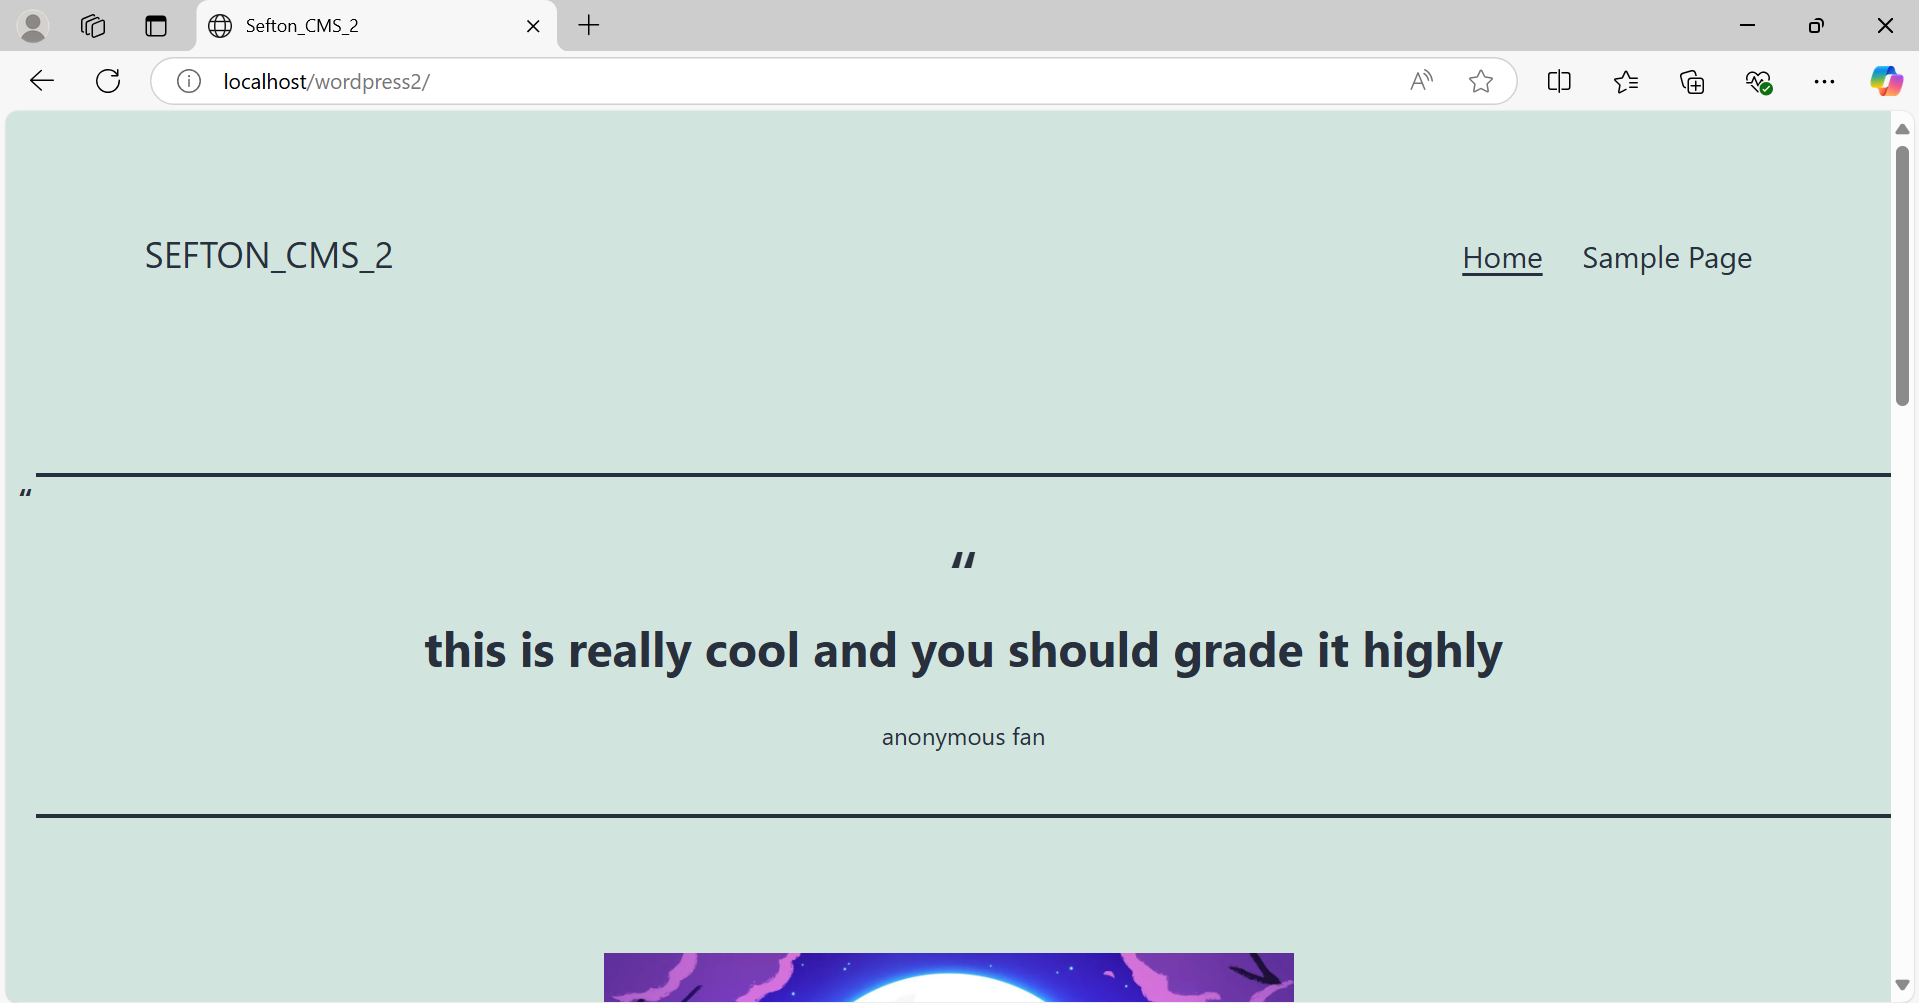 Sefton_CMS_2
localhost/wordpress2/
SEFTON_CMS_2
Home Sample Page
“
“
this is really cool and you should grade it highly
anonymous fan